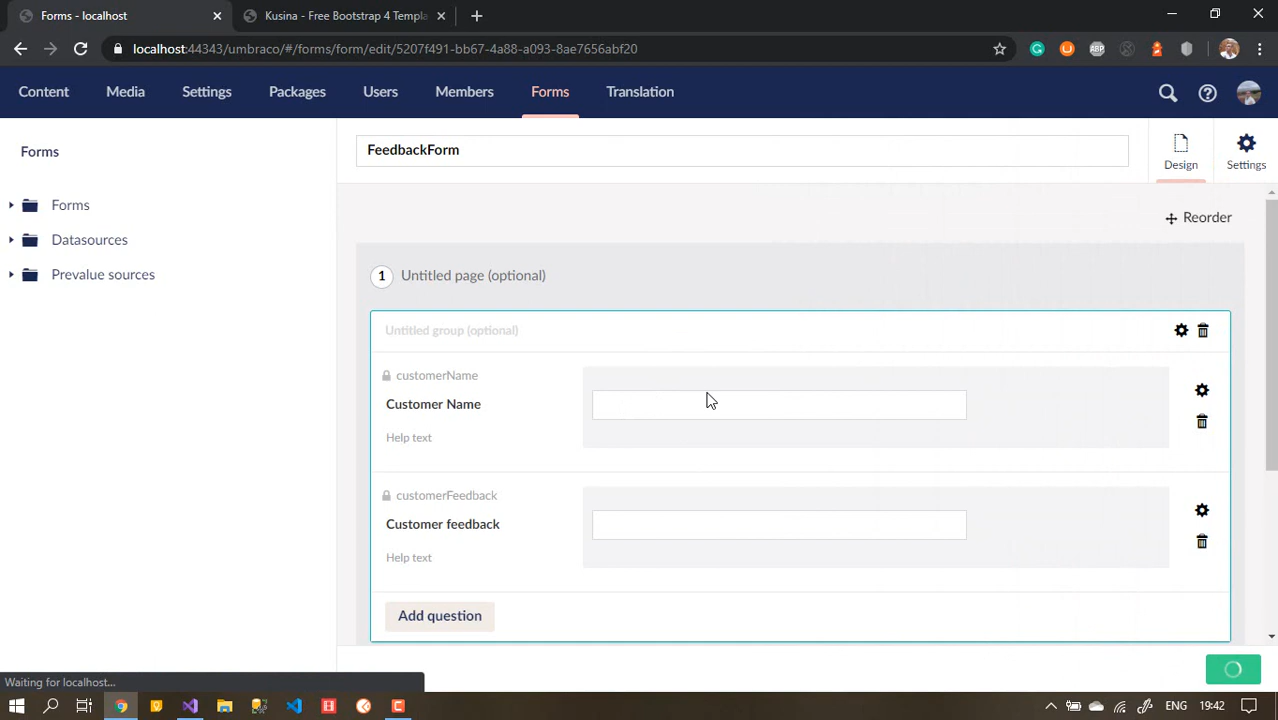 Forms - localhost
Kusina - Free Bootstrap 4 Templa
localhost:44343/umbraco/#/forms/form/edit/5207f491-bb67-4a88-a093-8ae7656abf20
ABP
Content
Media
Settings
Packages
Users
Members
Forms
Translation
Forms
FeedbackForm
Design
Settings
Forms
Datasources
Prevalue sources
Reorder
1
Untitled page (optional)
Untitled group (optional)
customerName
Customer Name
Help text
customerFeedback
Customer feedback
Help text
Add question
Waiting for localhost...
ENG
19:42